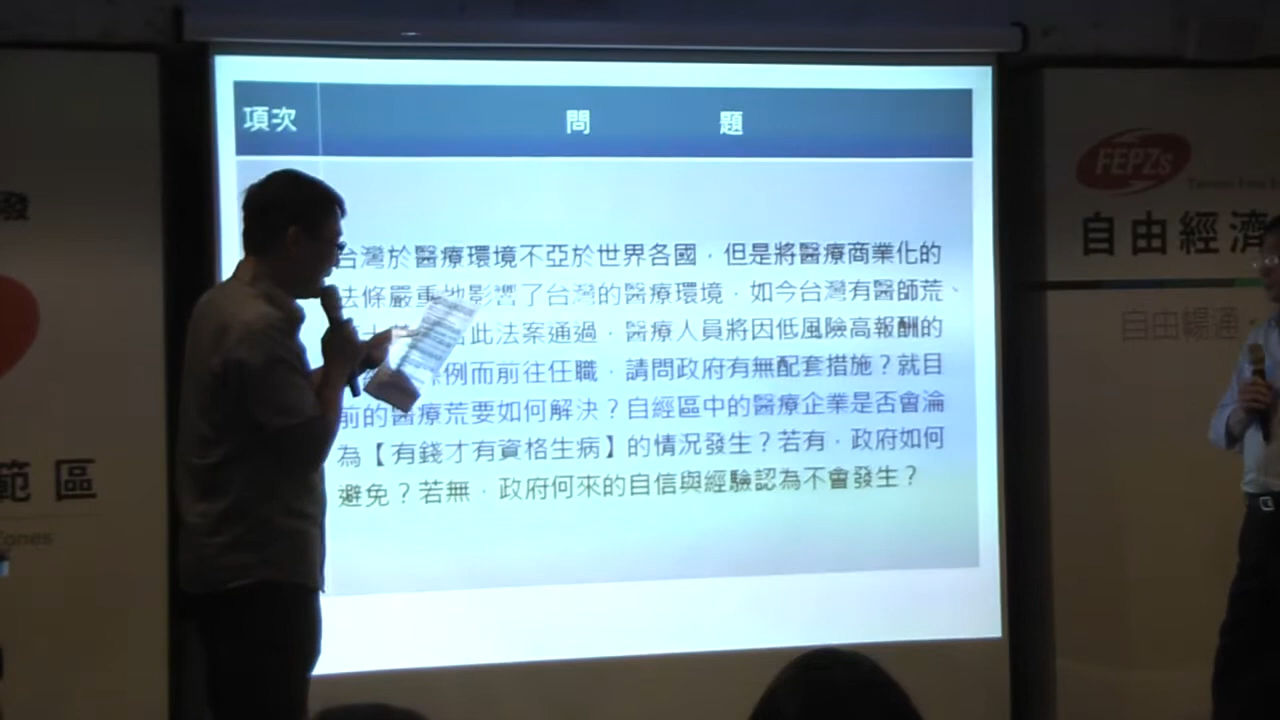 項次
問 題
台灣於醫療環境不亞於世界各國，但是將醫療商業化的
法條嚴重地影響了台灣的醫療環境，如今台灣有醫師荒、
此法案通過，醫療人員將因低風險高報酬的
例而前往任職，請問政府有無配套措施？就目
前的醫療荒要如何解決？自經區中的醫療企業是否會淪
為【有錢才有資格生病】的情況發生？若有，政府如何
避免？若無，政府何來的自信與經驗認為不會發生？
發
範區
Zones
FEPZs
Taiwan Free
自由經濟
自由暢通